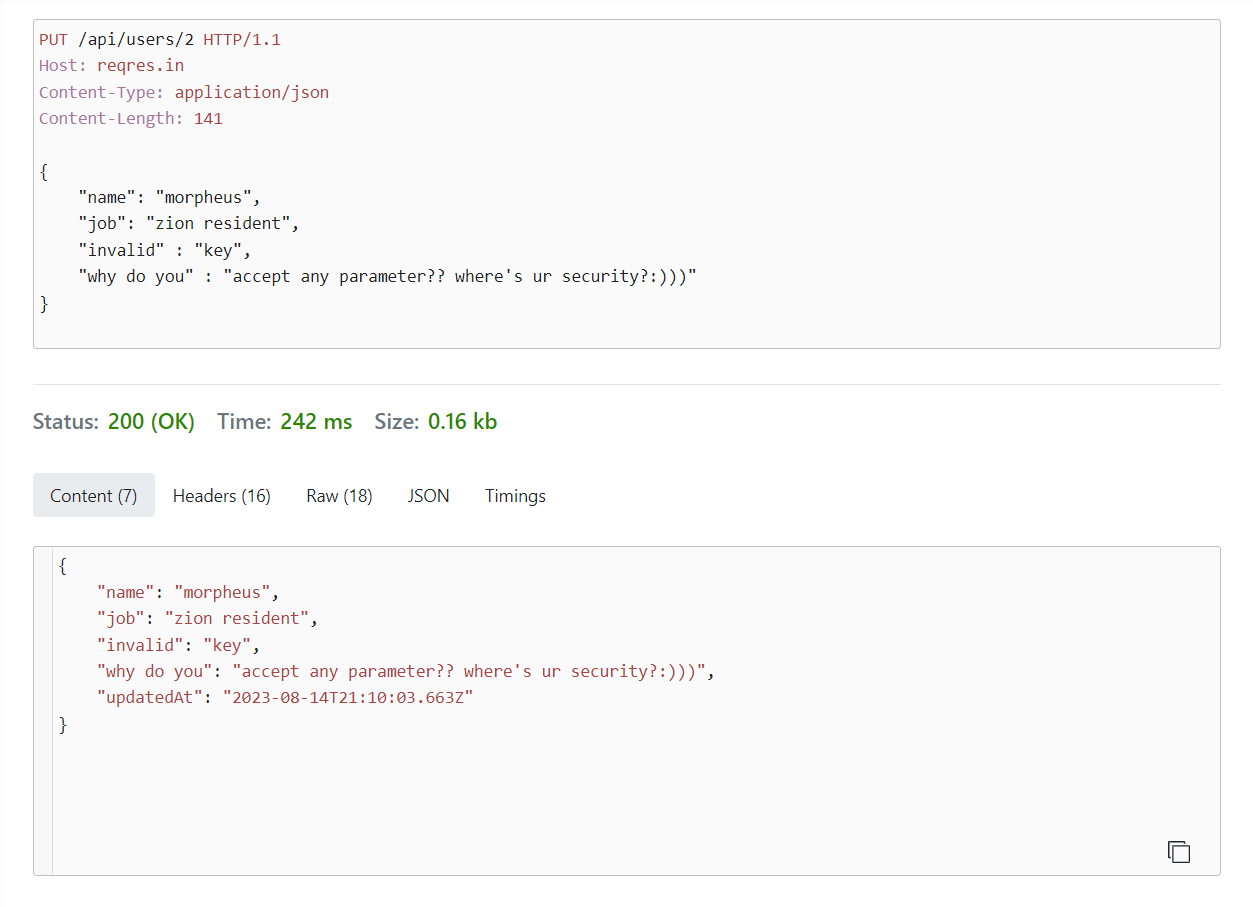 PUT /api/users/2 HTTP/1.1
Host: reqres.in
Content-Type: application/json
Content-Length: 141
{
"name": "morpheus",
"job": "zion resident",
"invalid" : "key",
"why do you" : "accept any parameter?? where's ur security?:)))"
}
Status: 200 (OK) Time: 242 ms Size: 0.16 kb
Content (7) Headers (16) Raw (18) JSON Timings
{
"name": "morpheus",
"job": "zion resident",
"invalid": "key",
"why do you": "accept any parameter?? where's ur security?:)))",
"updatedAt": "2023-08-14T21:10:03.663Z"
}